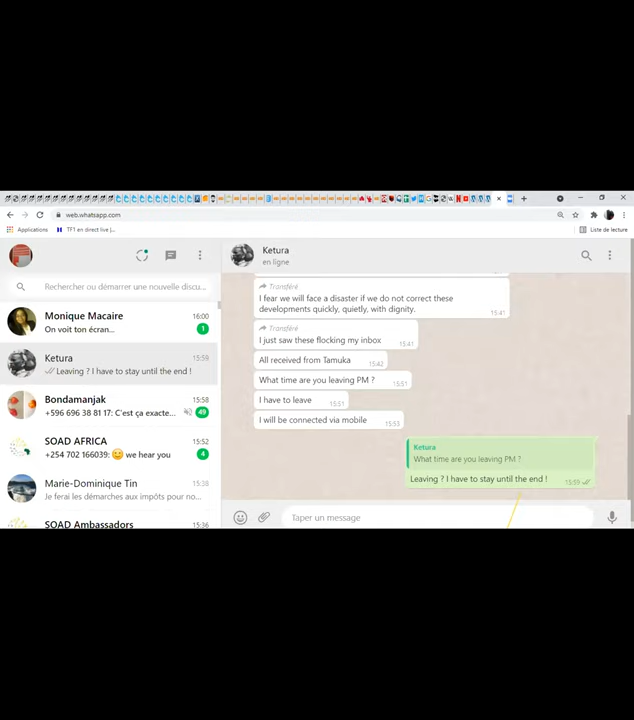 web.whatsapp.com
Applications
TF1 en direct live |...
Liste de lecture
Ketura
en ligne
Rechercher ou démarrer une nouvelle discu...
Monique Macaire
16:00
On voit ton écran...
1
Ketura
15:59
Leaving ? I have to stay until the end !
Bondamanjak
15:58
+596 696 38 81 17: C'est ça exacte...
49
SOAD AFRICA
15:52
+254 702 166039: 😊 we hear you
4
Marie-Dominique Tin
15:38
Je ferai les démarches aux impôts pour no...
SOAD Ambassadors
15:36
Transféré
I fear we will face a disaster if we do not correct these
developments quickly, quietly, with dignity.
15:41
Transféré
I just saw these flocking my inbox
15:41
All received from Tamuka
15:42
What time are you leaving PM ?
15:51
I have to leave
15:51
I will be connected via mobile
15:53
Ketura
What time are you leaving PM ?
Leaving ? I have to stay until the end !
15:59
Taper un message